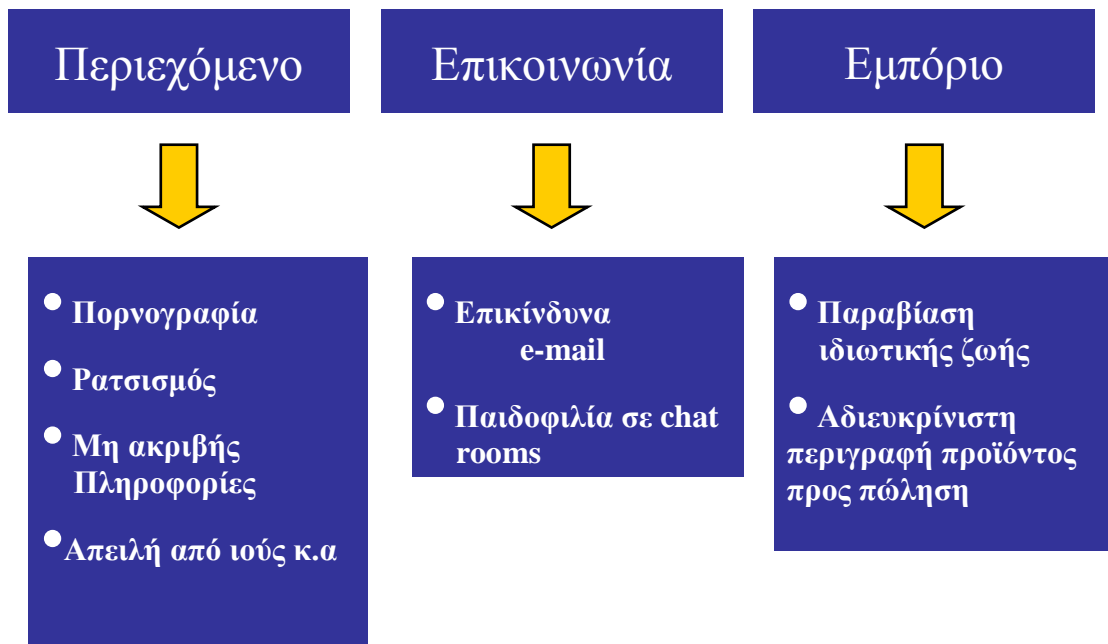 Περιεχόμενο
Επικοινωνία
Εμπόριο
● Πορνογραφία
● Ρατσισμός
● Μη ακριβής
Πληροφορίες
● Απειλή από ιούς κ.α
● Επικίνδυνα
e-mail
● Παιδοφιλία σε chat
rooms
● Παραβίαση
ιδιωτικής ζωής
● Αδιευκρίνιστη
περιγραφή προϊόντος
προς πώληση